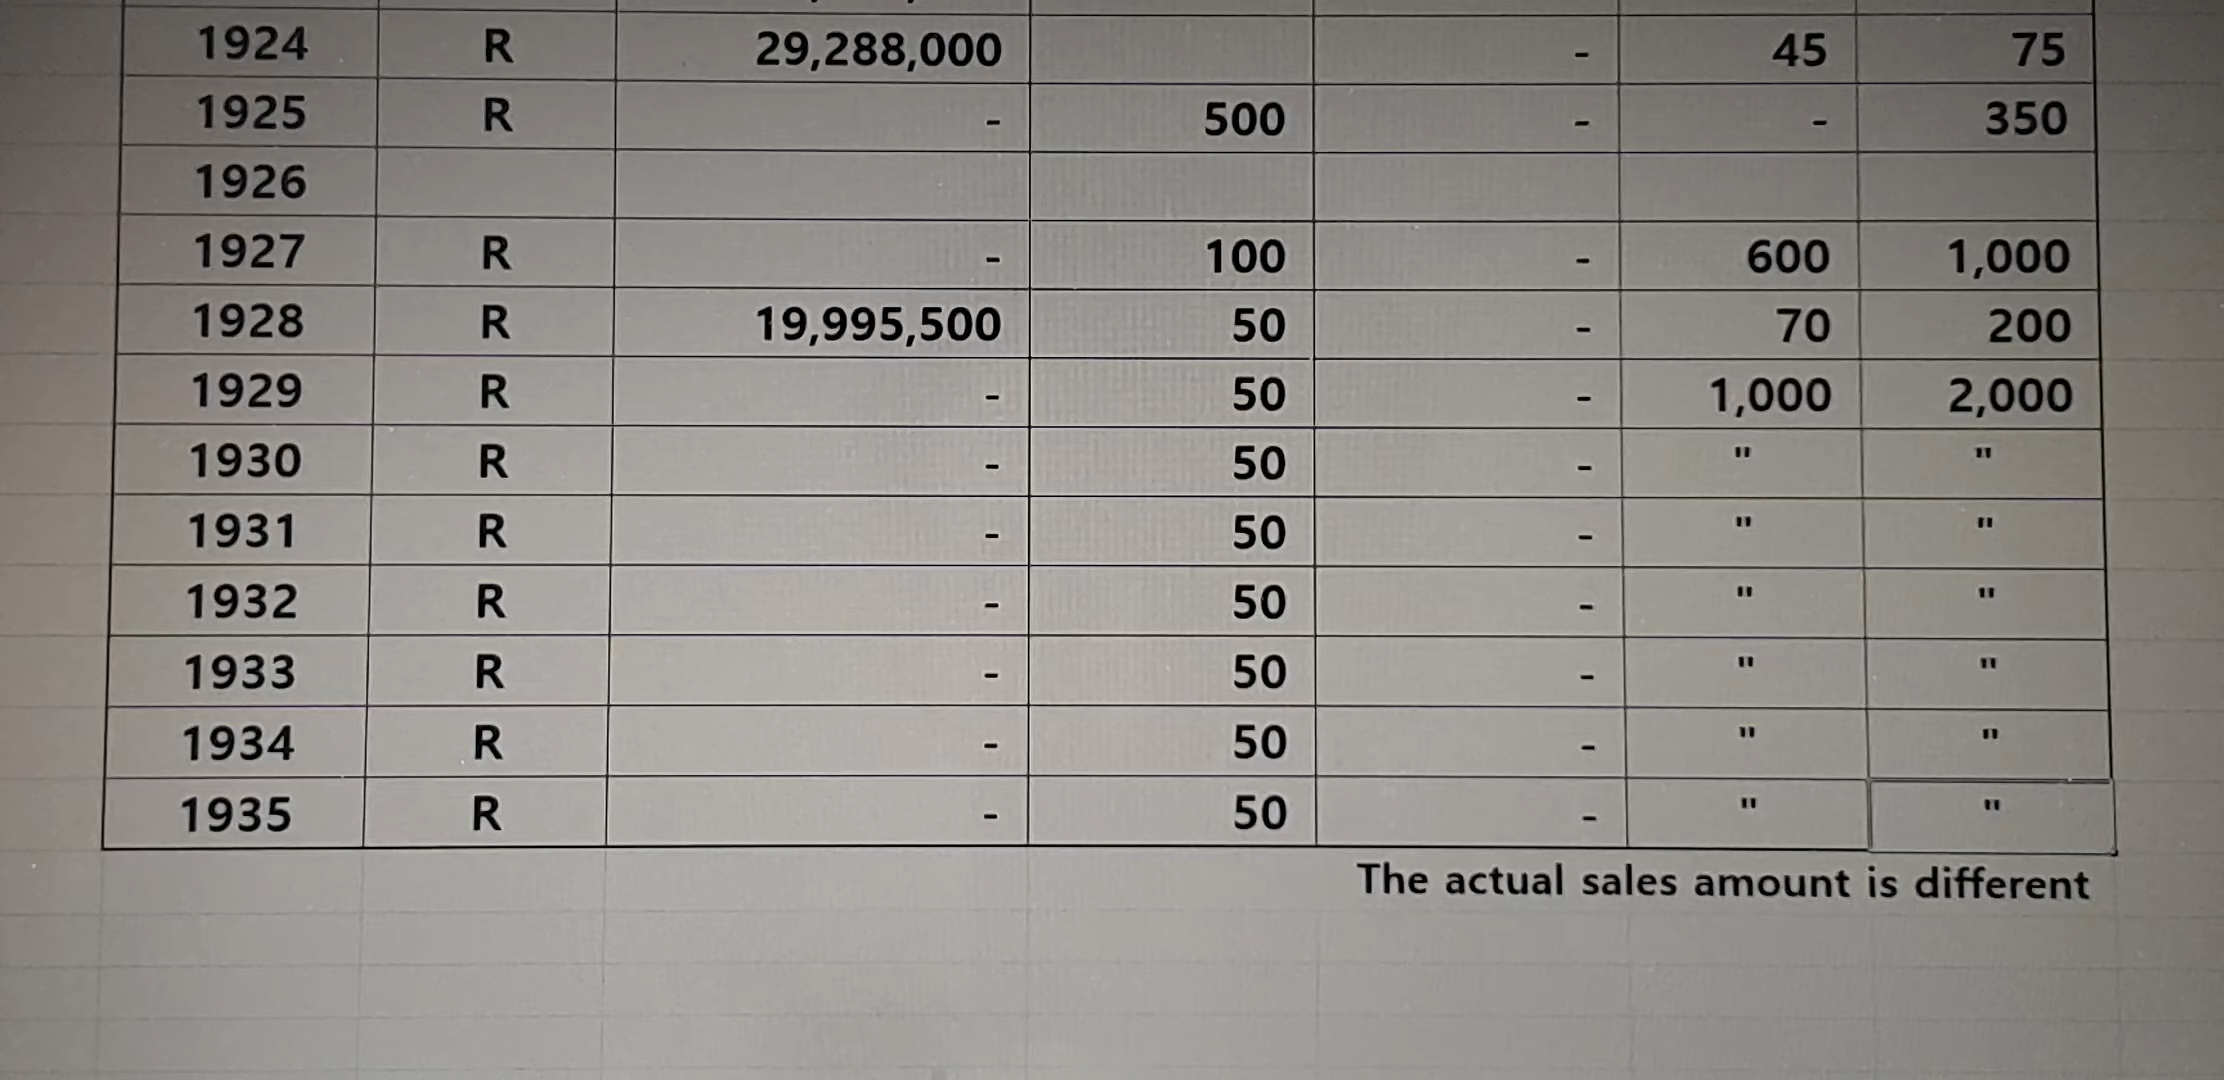 1924 R 29,288,000 - 45 75
1925 R - 500 - - 350
1926
1927 R - 100 - 600 1,000
1928 R 19,995,500 50 - 70 200
1929 R - 50 - 1,000 2,000
1930 R - 50 - " "
1931 R - 50 - " "
1932 R - 50 - " "
1933 R - 50 - " "
1934 R - 50 - " "
1935 R - 50 - " "
The actual sales amount is different